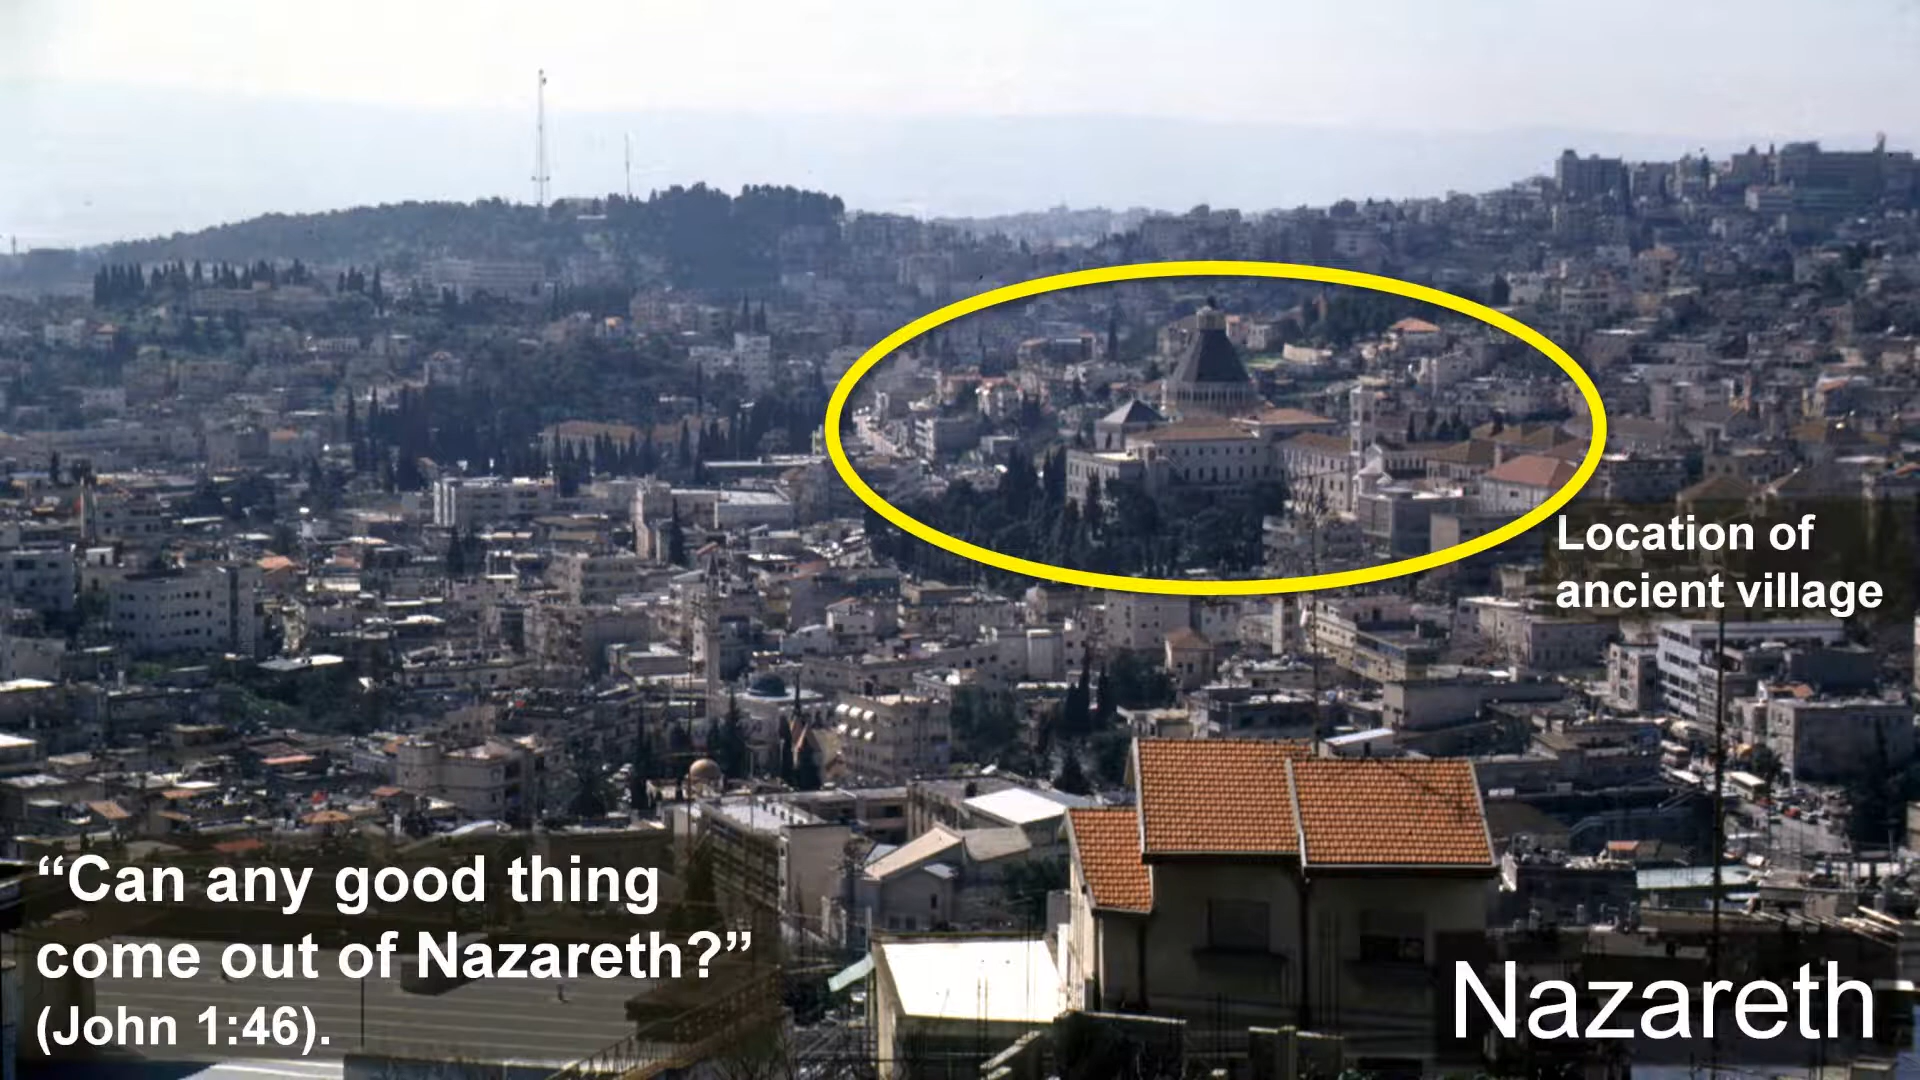 Location of
ancient village
“Can any good thing
come out of Nazareth?”
(John 1:46).
Nazareth